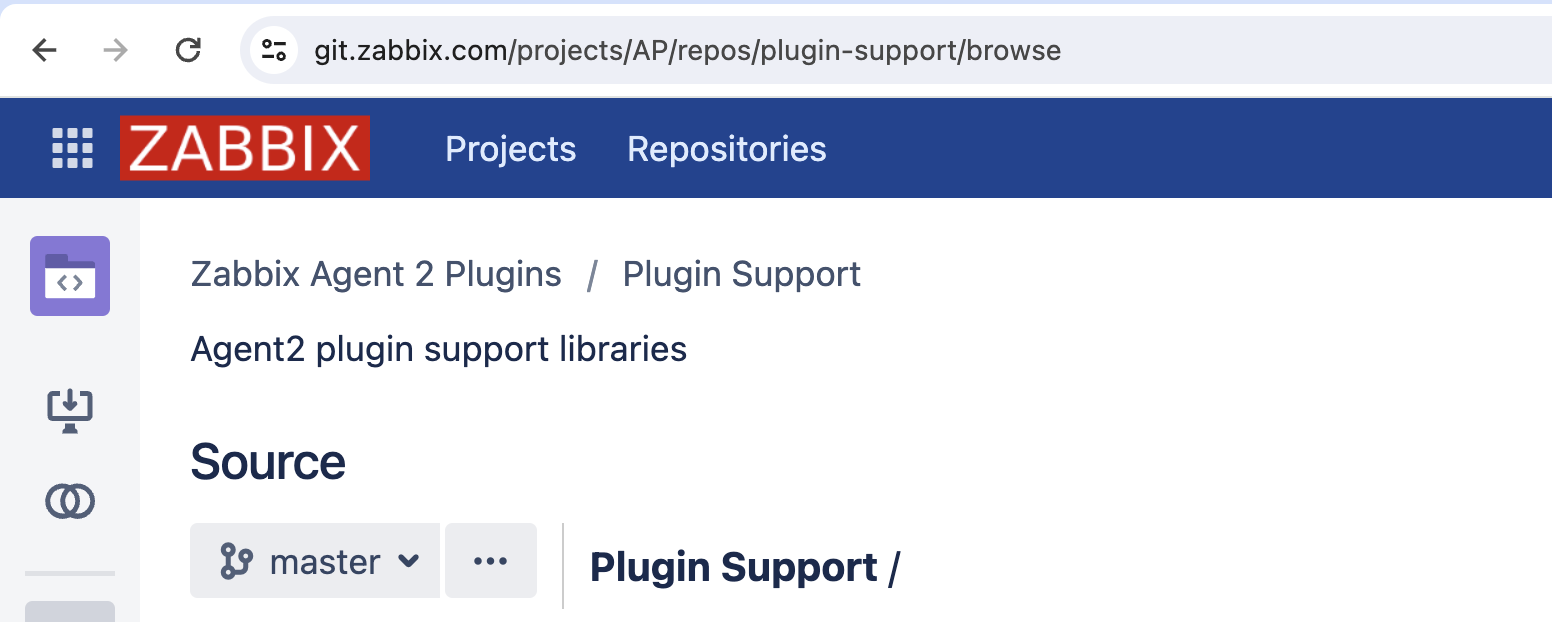 git.zabbix.com/projects/AP/repos/plugin-support/browse
ZABBIX Projects Repositories
Zabbix Agent 2 Plugins / Plugin Support
Agent2 plugin support libraries
Source
master ··· Plugin Support /